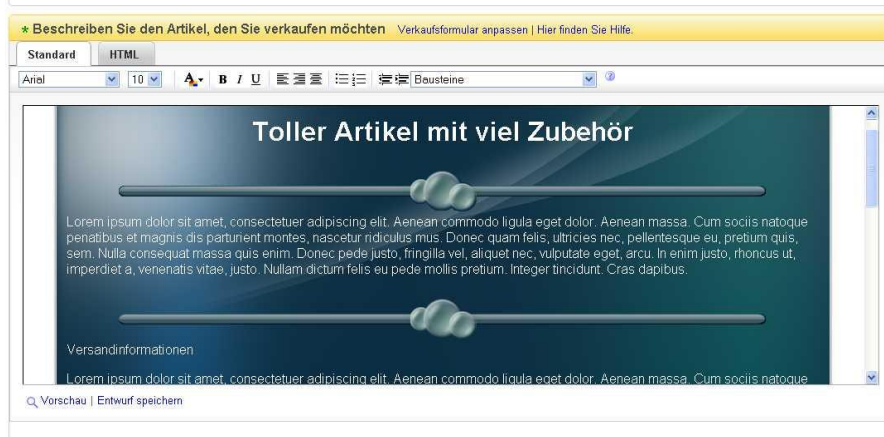 * Beschreiben Sie den Artikel, den Sie verkaufen möchten Verkaufsformular anpassen | Hier finden Sie Hilfe.
Standard HTML
Arial 10 A B I U Bausteine
Toller Artikel mit viel Zubehör
Lorem ipsum dolor sit amet, consectetuer adipiscing elit. Aenean commodo ligula eget dolor. Aenean massa. Cum sociis natoque
penatibus et magnis dis parturient montes, nascetur ridiculus mus. Donec quam felis, ultricies nec, pellentesque eu, pretium quis,
sem. Nulla consequat massa quis enim. Donec pede justo, fringilla vel, aliquet nec, vulputate eget, arcu. In enim justo, rhoncus ut,
imperdiet a, venenatis vitae, justo. Nullam dictum felis eu pede mollis pretium. Integer tincidunt. Cras dapibus.
Versandinformationen
Lorem ipsum dolor sit amet, consectetuer adipiscing elit. Aenean commodo ligula eget dolor. Aenean massa. Cum sociis natoque
Vorschau | Entwurf speichern